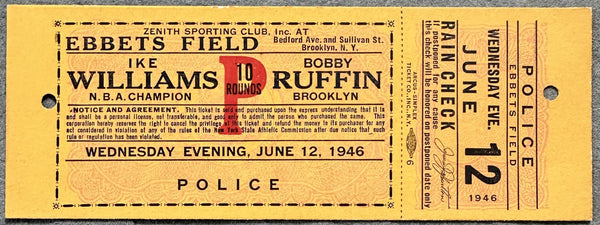 ZENITH SPORTING CLUB, Inc. AT
EBBETS FIELD
Bedford Ave. and Sullivan St.
Brooklyn, N. Y.
IKE
WILLIAMS
N. B. A. CHAMPION
P
10
ROUNDS
BOBBY
RUFFIN
BROOKLYN
NOTICE AND AGREEMENT. This ticket is sold and purchased upon the express understanding that it is
and shall be a personal license, not transferable, and good only to admit the person who purchased the same. This
corporation hereby reserves the right to cancel the privileges of this ticket and refund the money to its purchaser for any
act considered in violation of any of the rules of the New York State Athletic Commission after due notice that such
rule or regulation has been violated.
WEDNESDAY EVENING, JUNE 12, 1946
POLICE
ARCUS-SIMPLEX
TICKET CO., INC., N. Y.
6
RAIN CHECK
If postponed for any cause
this check will be honored on
postponed date only
WEDNESDAY EVE.
JUNE
12
1946
POLICE
EBBETS FIELD